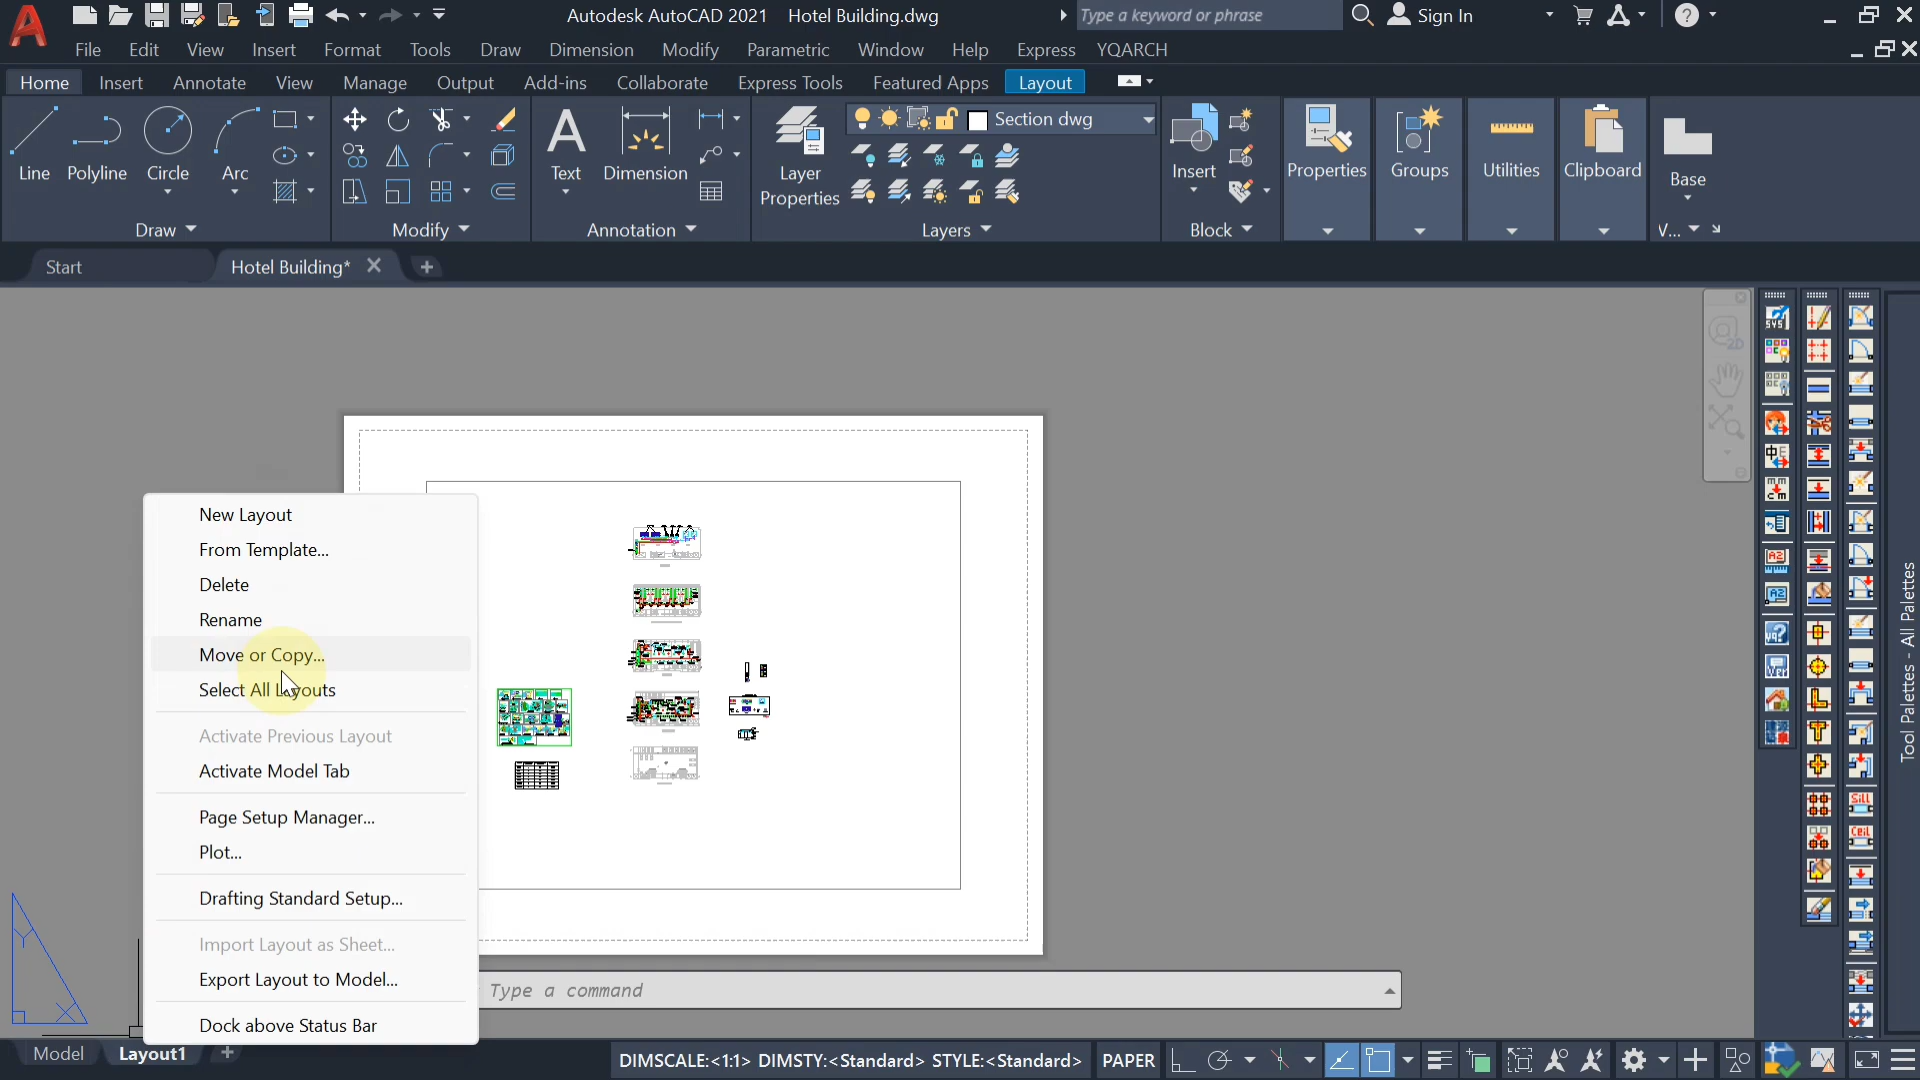 Autodesk AutoCAD 2021 Hotel Building.dwg
Type a keyword or phrase
Sign In
File Edit View Insert Format Tools Draw Dimension Modify Parametric Window Help Express YQARCH
Home Insert Annotate View Manage Output Add-ins Collaborate Express Tools Featured Apps Layout
Section dwg
Line Polyline Circle Arc Text Dimension Layer Properties Insert Properties Groups Utilities Clipboard Base
Draw Modify Annotation Layers Block V...
Start Hotel Building*
New Layout
From Template...
Delete
Rename
Move or Copy...
Select All Layouts
Activate Previous Layout
Activate Model Tab
Page Setup Manager...
Plot...
Drafting Standard Setup...
Import Layout as Sheet...
Export Layout to Model...
Dock above Status Bar
Type a command
Y
X
Tool Palettes - All Palettes
Model Layout1
DIMSCALE:<1:1> DIMSTY:<Standard> STYLE:<Standard> PAPER